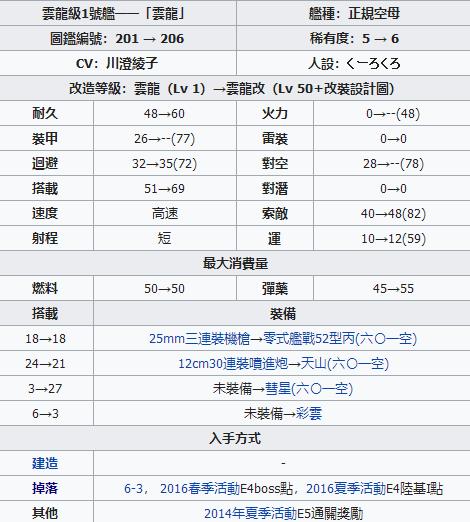 雲龍級1號艦——「雲龍」 艦種：正規空母
圖鑑編號：201 → 206 稀有度：5 → 6
CV：川澄綾子 人設：くーろくろ
改造等級：雲龍（Lv 1）→雲龍改（Lv 50+改裝設計圖）
耐久 48→60 火力 0→--(48)
裝甲 26→--(77) 雷裝 0→0
迴避 32→35(72) 對空 28→--(78)
搭載 51→69 對潛 0→0
速度 高速 索敵 40→48(82)
射程 短 運 10→12(59)
最大消費量
燃料 50→50 彈藥 45→55
搭載 裝備
18→18 25mm三連裝機槍→零式艦戰52型丙(六〇一空)
24→21 12cm30連裝噴進炮→天山(六〇一空)
3→27 未裝備→彗星(六〇一空)
6→3 未裝備→彩雲
入手方式
建造 -
掉落 6-3， 2016春季活動E4boss點，2016夏季活動E4陸基I點
其他 2014年夏季活動E5通關獎勵